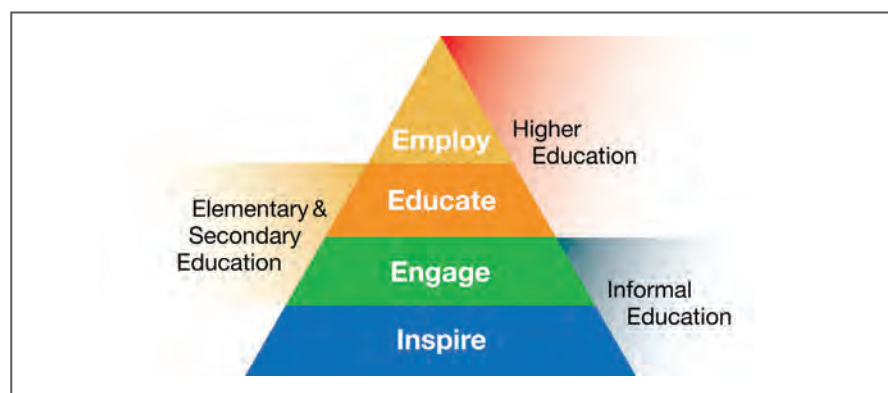 Employ
Higher
Education
Educate
Elementary &
Secondary
Education
Engage
Informal
Education
Inspire